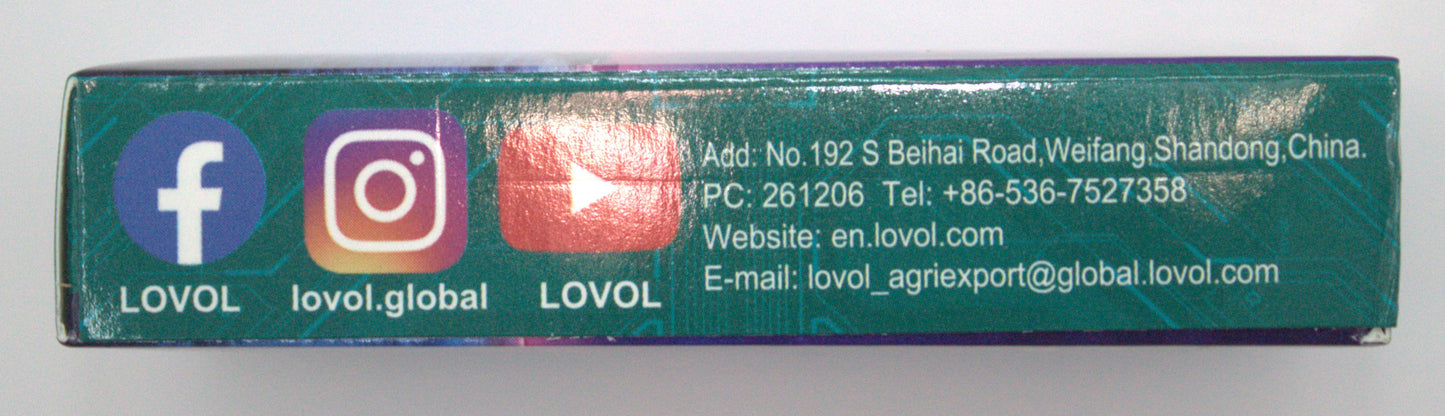 LOVOL
lovol.global
LOVOL
Add: No.192 S Beihai Road,Weifang,Shandong,China.
PC: 261206 Tel: +86-536-7527358
Website: en.lovol.com
E-mail: lovol_agriexport@global.lovol.com